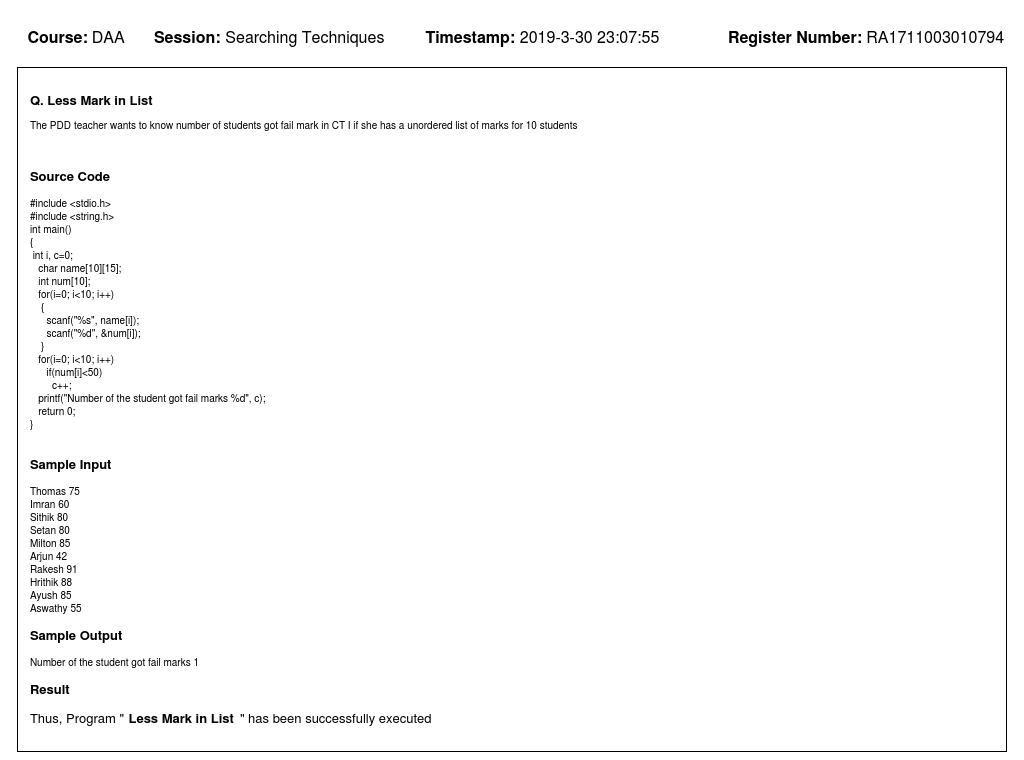 Course: DAA Session: Searching Techniques Timestamp: 2019-3-30 23:07:55 Register Number: RA1711003010794
Q. Less Mark in List
The PDD teacher wants to know number of students got fail mark in CT I if she has a unordered list of marks for 10 students
Source Code
#include <stdio.h>
#include <string.h>
int main()
{
int i, c=0;
char name[10][15];
int num[10];
for(i=0; i<10; i++)
{
scanf("%s", name[i]);
scanf("%d", &num[i]);
}
for(i=0; i<10; i++)
if(num[i]<50)
c++;
printf("Number of the student got fail marks %d", c);
return 0;
}
Sample Input
Thomas 75
Imran 60
Sithik 80
Setan 80
Milton 85
Arjun 42
Rakesh 91
Hrithik 88
Ayush 85
Aswathy 55
Sample Output
Number of the student got fail marks 1
Result
Thus, Program " Less Mark in List " has been successfully executed